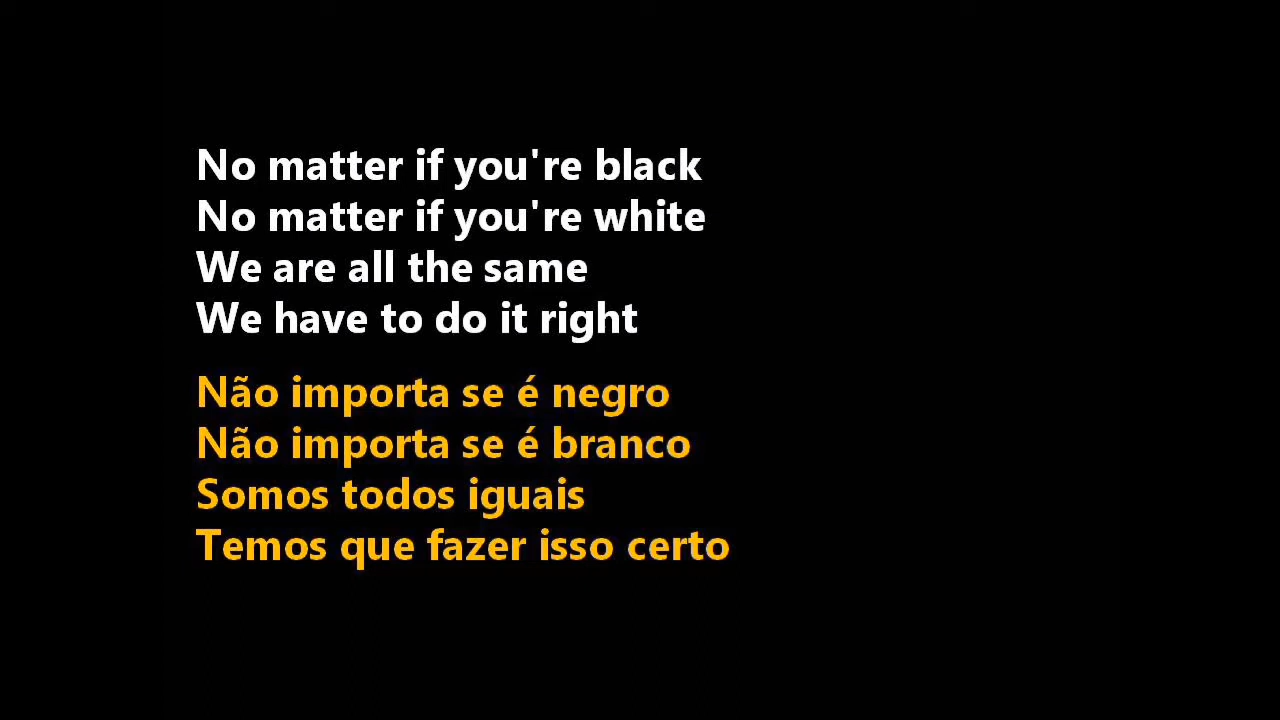 No matter if you're black
No matter if you're white
We are all the same
We have to do it right
Não importa se é negro
Não importa se é branco
Somos todos iguais
Temos que fazer isso certo